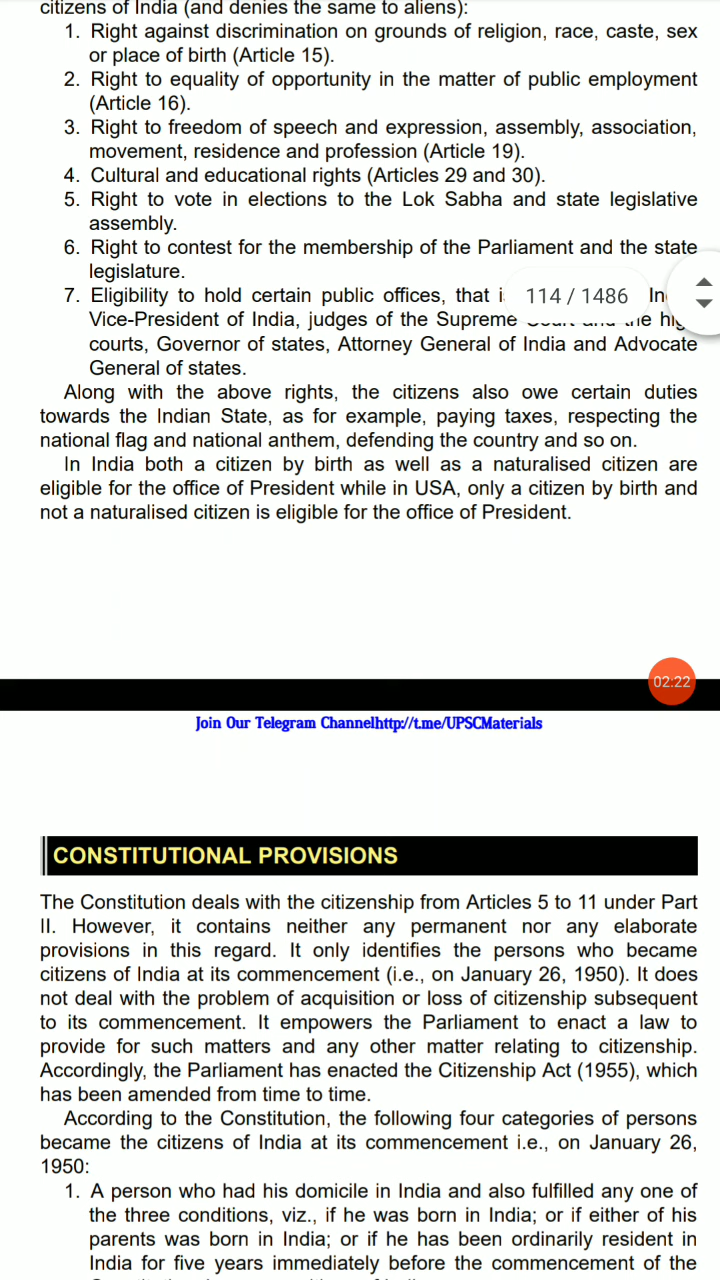 citizens of India (and denies the same to aliens):
1. Right against discrimination on grounds of religion, race, caste, sex
or place of birth (Article 15).
2. Right to equality of opportunity in the matter of public employment
(Article 16).
3. Right to freedom of speech and expression, assembly, association,
movement, residence and profession (Article 19).
4. Cultural and educational rights (Articles 29 and 30).
5. Right to vote in elections to the Lok Sabha and state legislative
assembly.
6. Right to contest for the membership of the Parliament and the state
legislature.
7. Eligibility to hold certain public offices, that
114 / 1486
Vice-President of India, judges of the Supreme
courts, Governor of states, Attorney General of India and Advocate
General of states.
Along with the above rights, the citizens also owe certain duties
towards the Indian State, as for example, paying taxes, respecting the
national flag and national anthem, defending the country and so on.
In India both a citizen by birth as well as a naturalised citizen are
eligible for the office of President while in USA, only a citizen by birth and
not a naturalised citizen is eligible for the office of President.
02:22
Join Our Telegram Channelhttp://t.me/UPSCMaterials
CONSTITUTIONAL PROVISIONS
The Constitution deals with the citizenship from Articles 5 to 11 under Part
II. However, it contains neither any permanent nor any elaborate
provisions in this regard. It only identifies the persons who became
citizens of India at its commencement (i.e., on January 26, 1950). It does
not deal with the problem of acquisition or loss of citizenship subsequent
to its commencement. It empowers the Parliament to enact a law to
provide for such matters and any other matter relating to citizenship.
Accordingly, the Parliament has enacted the Citizenship Act (1955), which
has been amended from time to time.
According to the Constitution, the following four categories of persons
became the citizens of India at its commencement i.e., on January 26,
1950:
1. A person who had his domicile in India and also fulfilled any one of
the three conditions, viz., if he was born in India; or if either of his
parents was born in India; or if he has been ordinarily resident in
India for five years immediately before the commencement of the